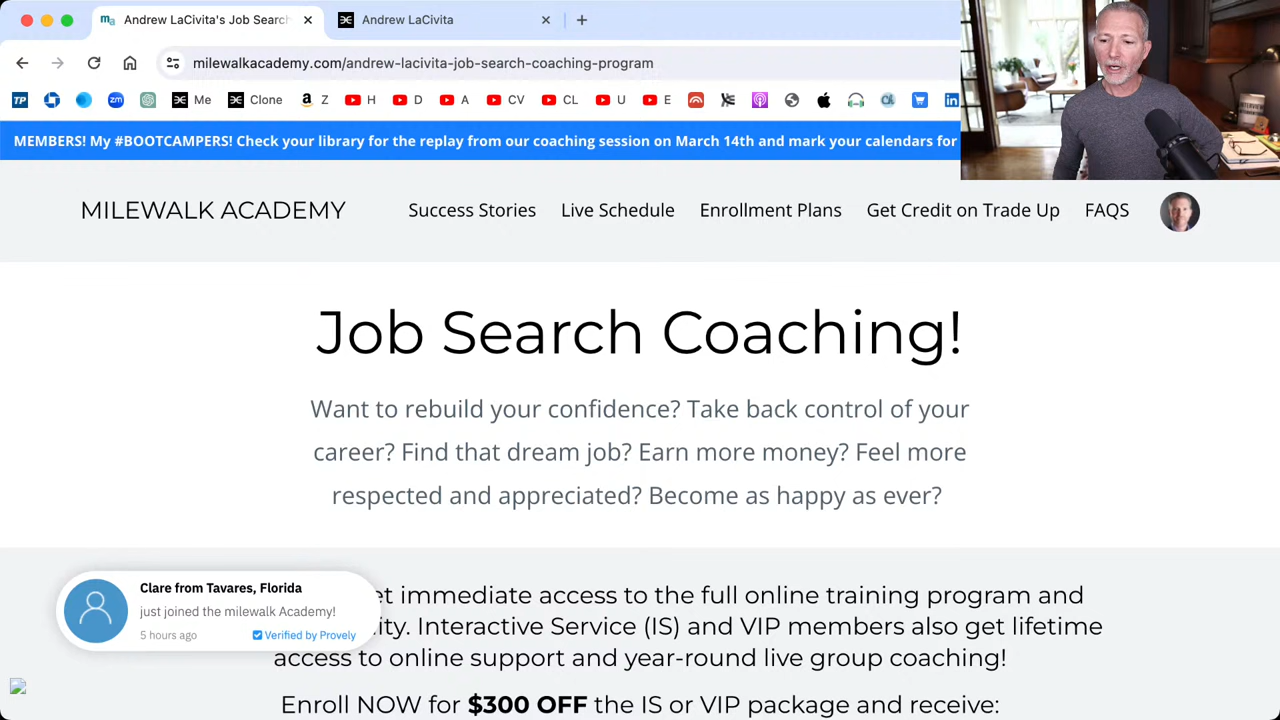 Andrew LaCivita's Job Search
Andrew LaCivita
milewalkacademy.com/andrew-lacivita-job-search-coaching-program
TP zm Me Clone Z H D A CV CL U E
MEMBERS! My #BOOTCAMPERS! Check your library for the replay from our coaching session on March 14th and mark your calendars for
MILEWALK ACADEMY Success Stories Live Schedule Enrollment Plans Get Credit on Trade Up FAQS
Job Search Coaching!
Want to rebuild your confidence? Take back control of your
career? Find that dream job? Earn more money? Feel more
respected and appreciated? Become as happy as ever?
Clare from Tavares, Florida
just joined the milewalk Academy!
5 hours ago Verified by Provely
immediate access to the full online training program and
Interactive Service (IS) and VIP members also get lifetime
access to online support and year-round live group coaching!
Enroll NOW for $300 OFF the IS or VIP package and receive: